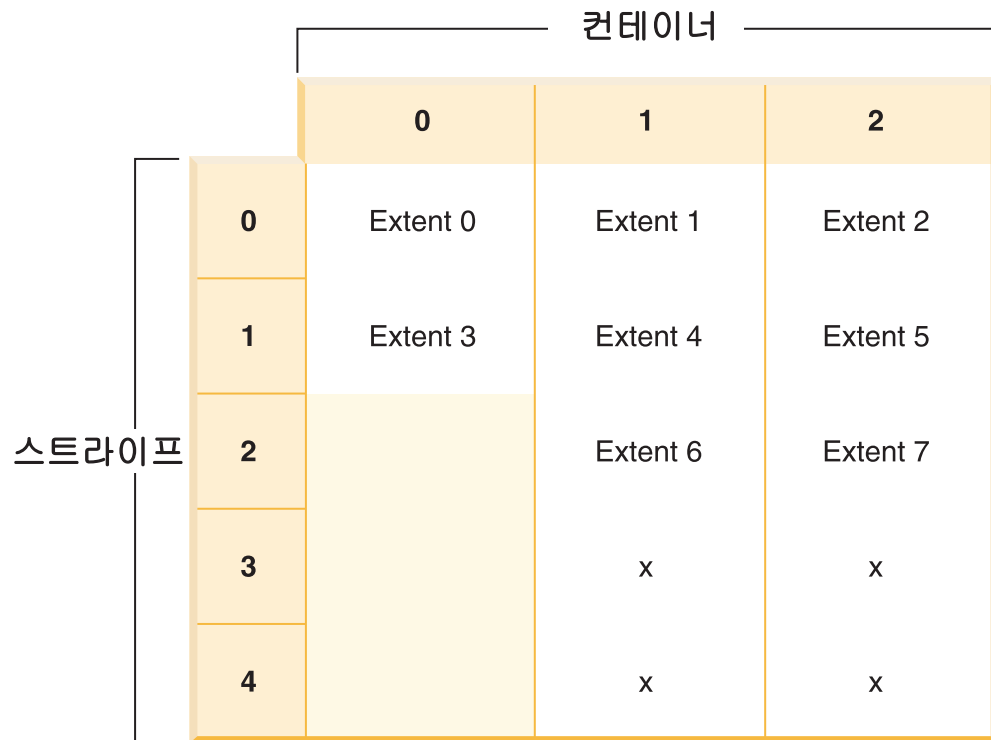 컨테이너
0 1 2
0 Extent 0 Extent 1 Extent 2
1 Extent 3 Extent 4 Extent 5
스트라이프
2 Extent 6 Extent 7
3 x x
4 x x